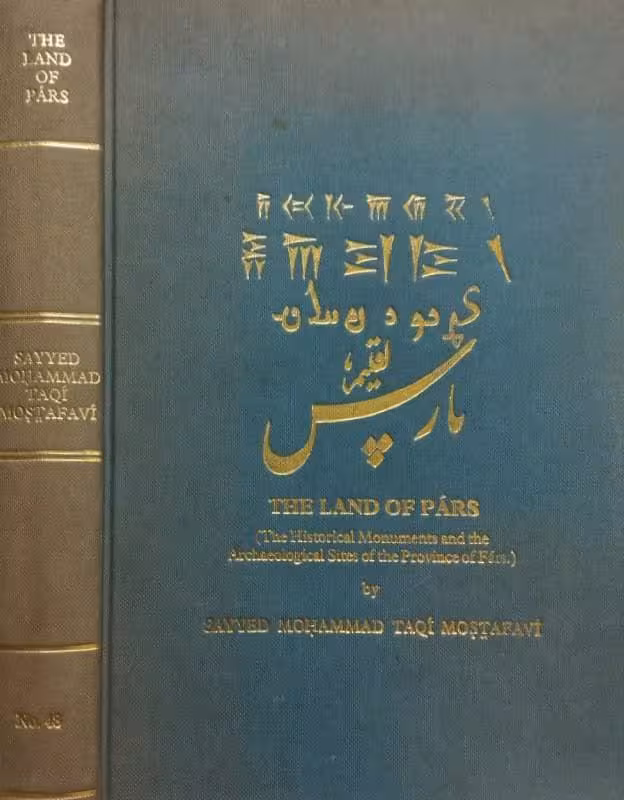 THE
LAND
OF
PÁRS
SAYYED
MOḤAMMAD
TAQÍ
MOṢṬAFAVÍ
No. 48
اقلیم
پارس
THE LAND OF PÁRS
(The Historical Monuments and the
Archaeological Sites of the Province of Fárs.)
by
SAYYED MOḤAMMAD TAQÍ MOṢṬAFAVÍ